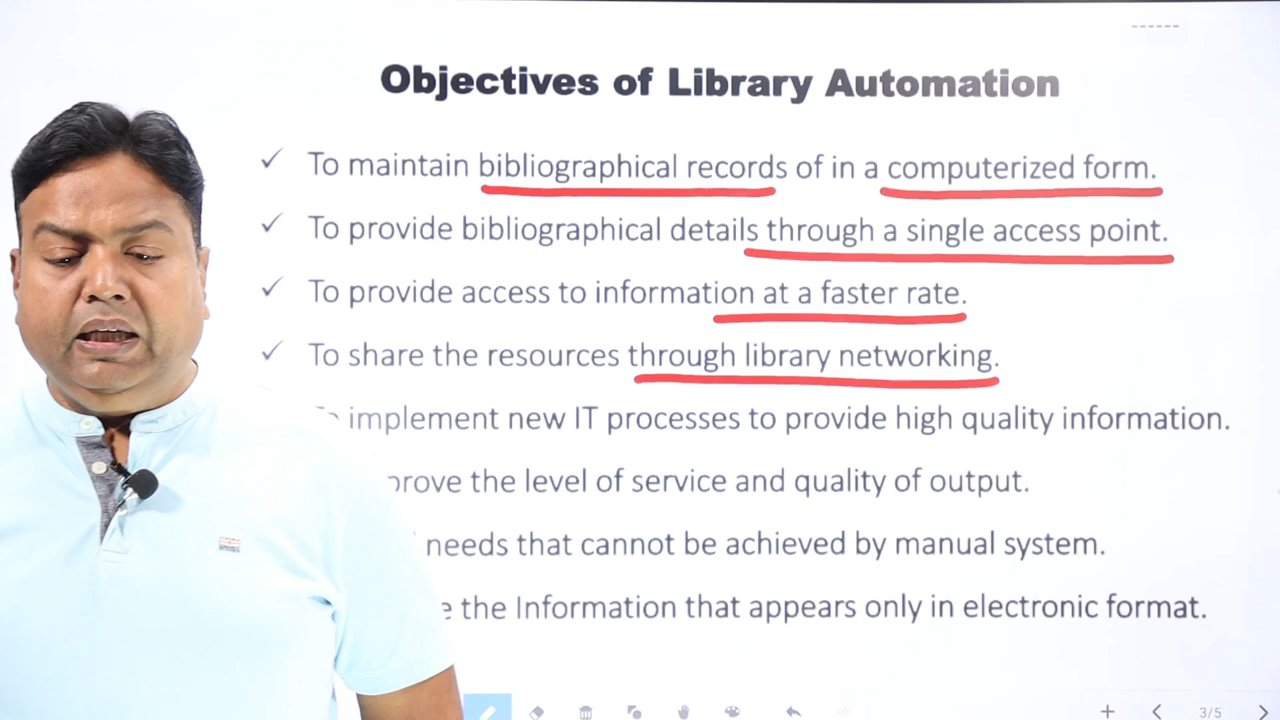 Objectives of Library Automation
To maintain bibliographical records of in a computerized form.
To provide bibliographical details through a single access point.
To provide access to information at a faster rate.
To share the resources through library networking.
implement new IT processes to provide high quality information.
the level of service and quality of output.
needs that cannot be achieved by manual system.
the Information that appears only in electronic format.
3/5